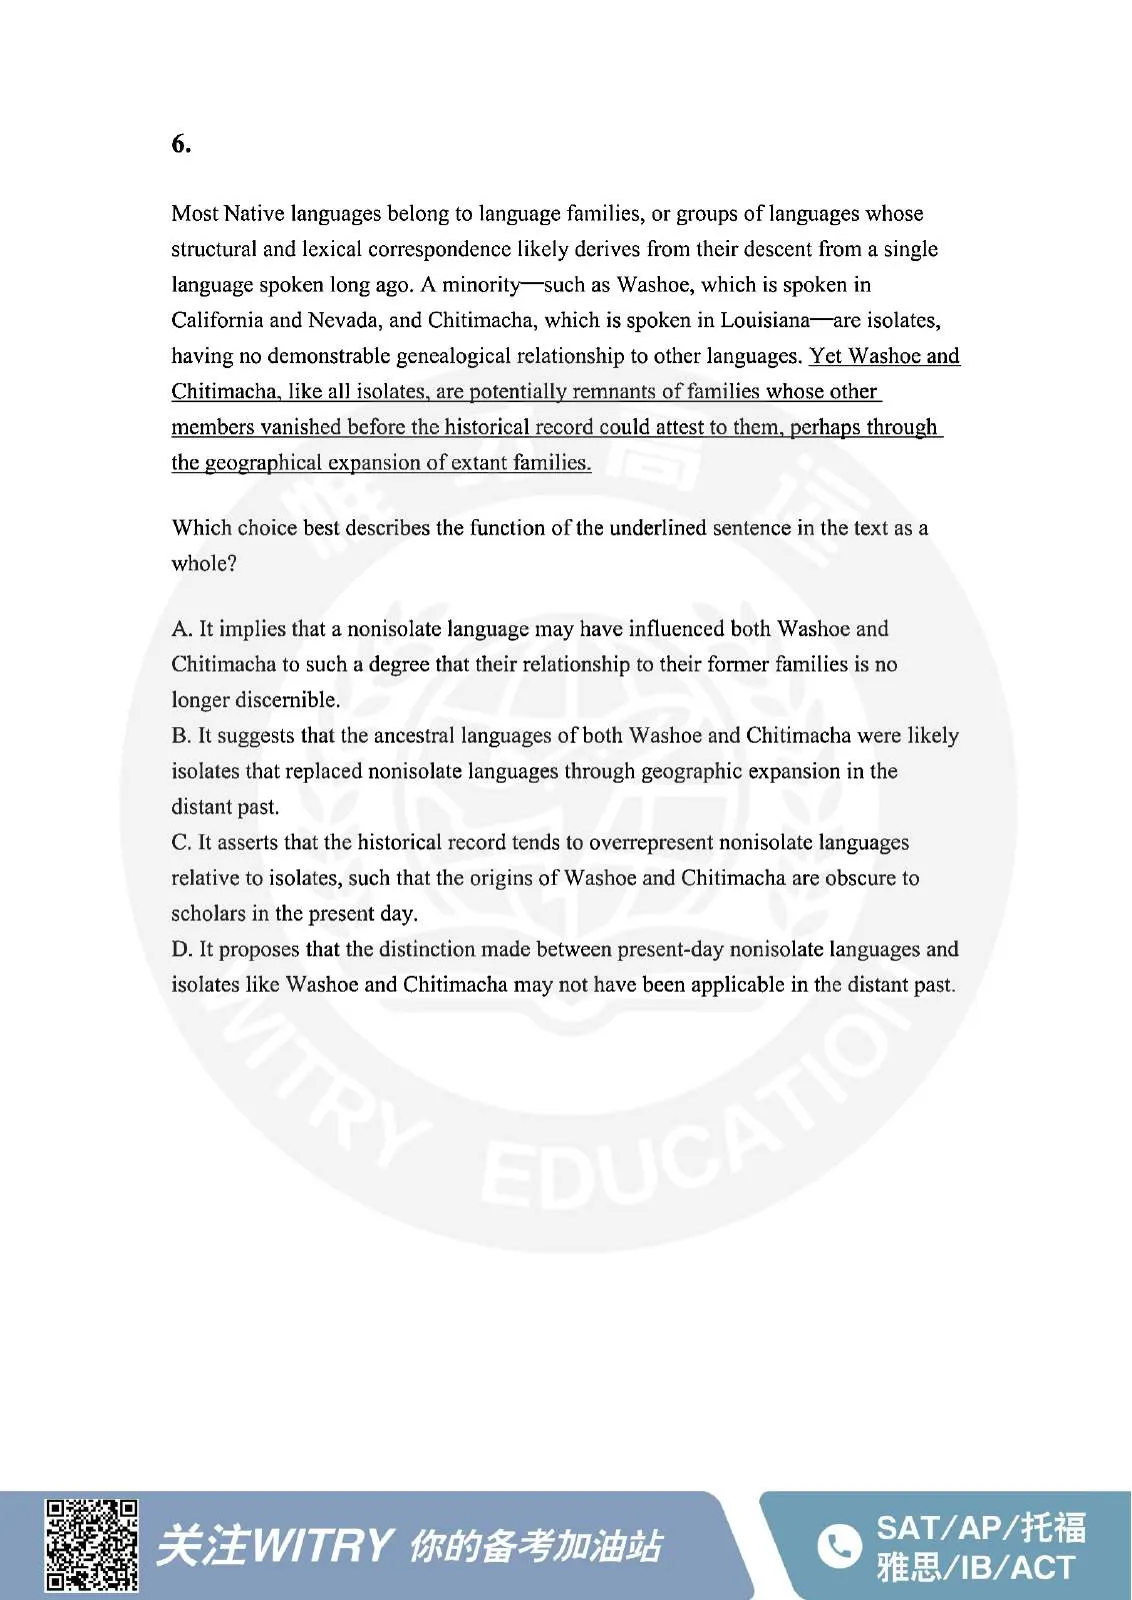 6.
Most Native languages belong to language families, or groups of languages whose
structural and lexical correspondence likely derives from their descent from a single
language spoken long ago. A minority—such as Washoe, which is spoken in
California and Nevada, and Chitimacha, which is spoken in Louisiana—are isolates,
having no demonstrable genealogical relationship to other languages. Yet Washoe and
Chitimacha, like all isolates, are potentially remnants of families whose other
members vanished before the historical record could attest to them, perhaps through
the geographical expansion of extant families.
Which choice best describes the function of the underlined sentence in the text as a
whole?
A. It implies that a nonisolate language may have influenced both Washoe and
Chitimacha to such a degree that their relationship to their former families is no
longer discernible.
B. It suggests that the ancestral languages of both Washoe and Chitimacha were likely
isolates that replaced nonisolate languages through geographic expansion in the
distant past.
C. It asserts that the historical record tends to overrepresent nonisolate languages
relative to isolates, such that the origins of Washoe and Chitimacha are obscure to
scholars in the present day.
D. It proposes that the distinction made between present-day nonisolate languages and
isolates like Washoe and Chitimacha may not have been applicable in the distant past.
WITRY EDUCATION
关注WITRY 你的备考加油站
SAT/AP/托福
雅思/IB/ACT